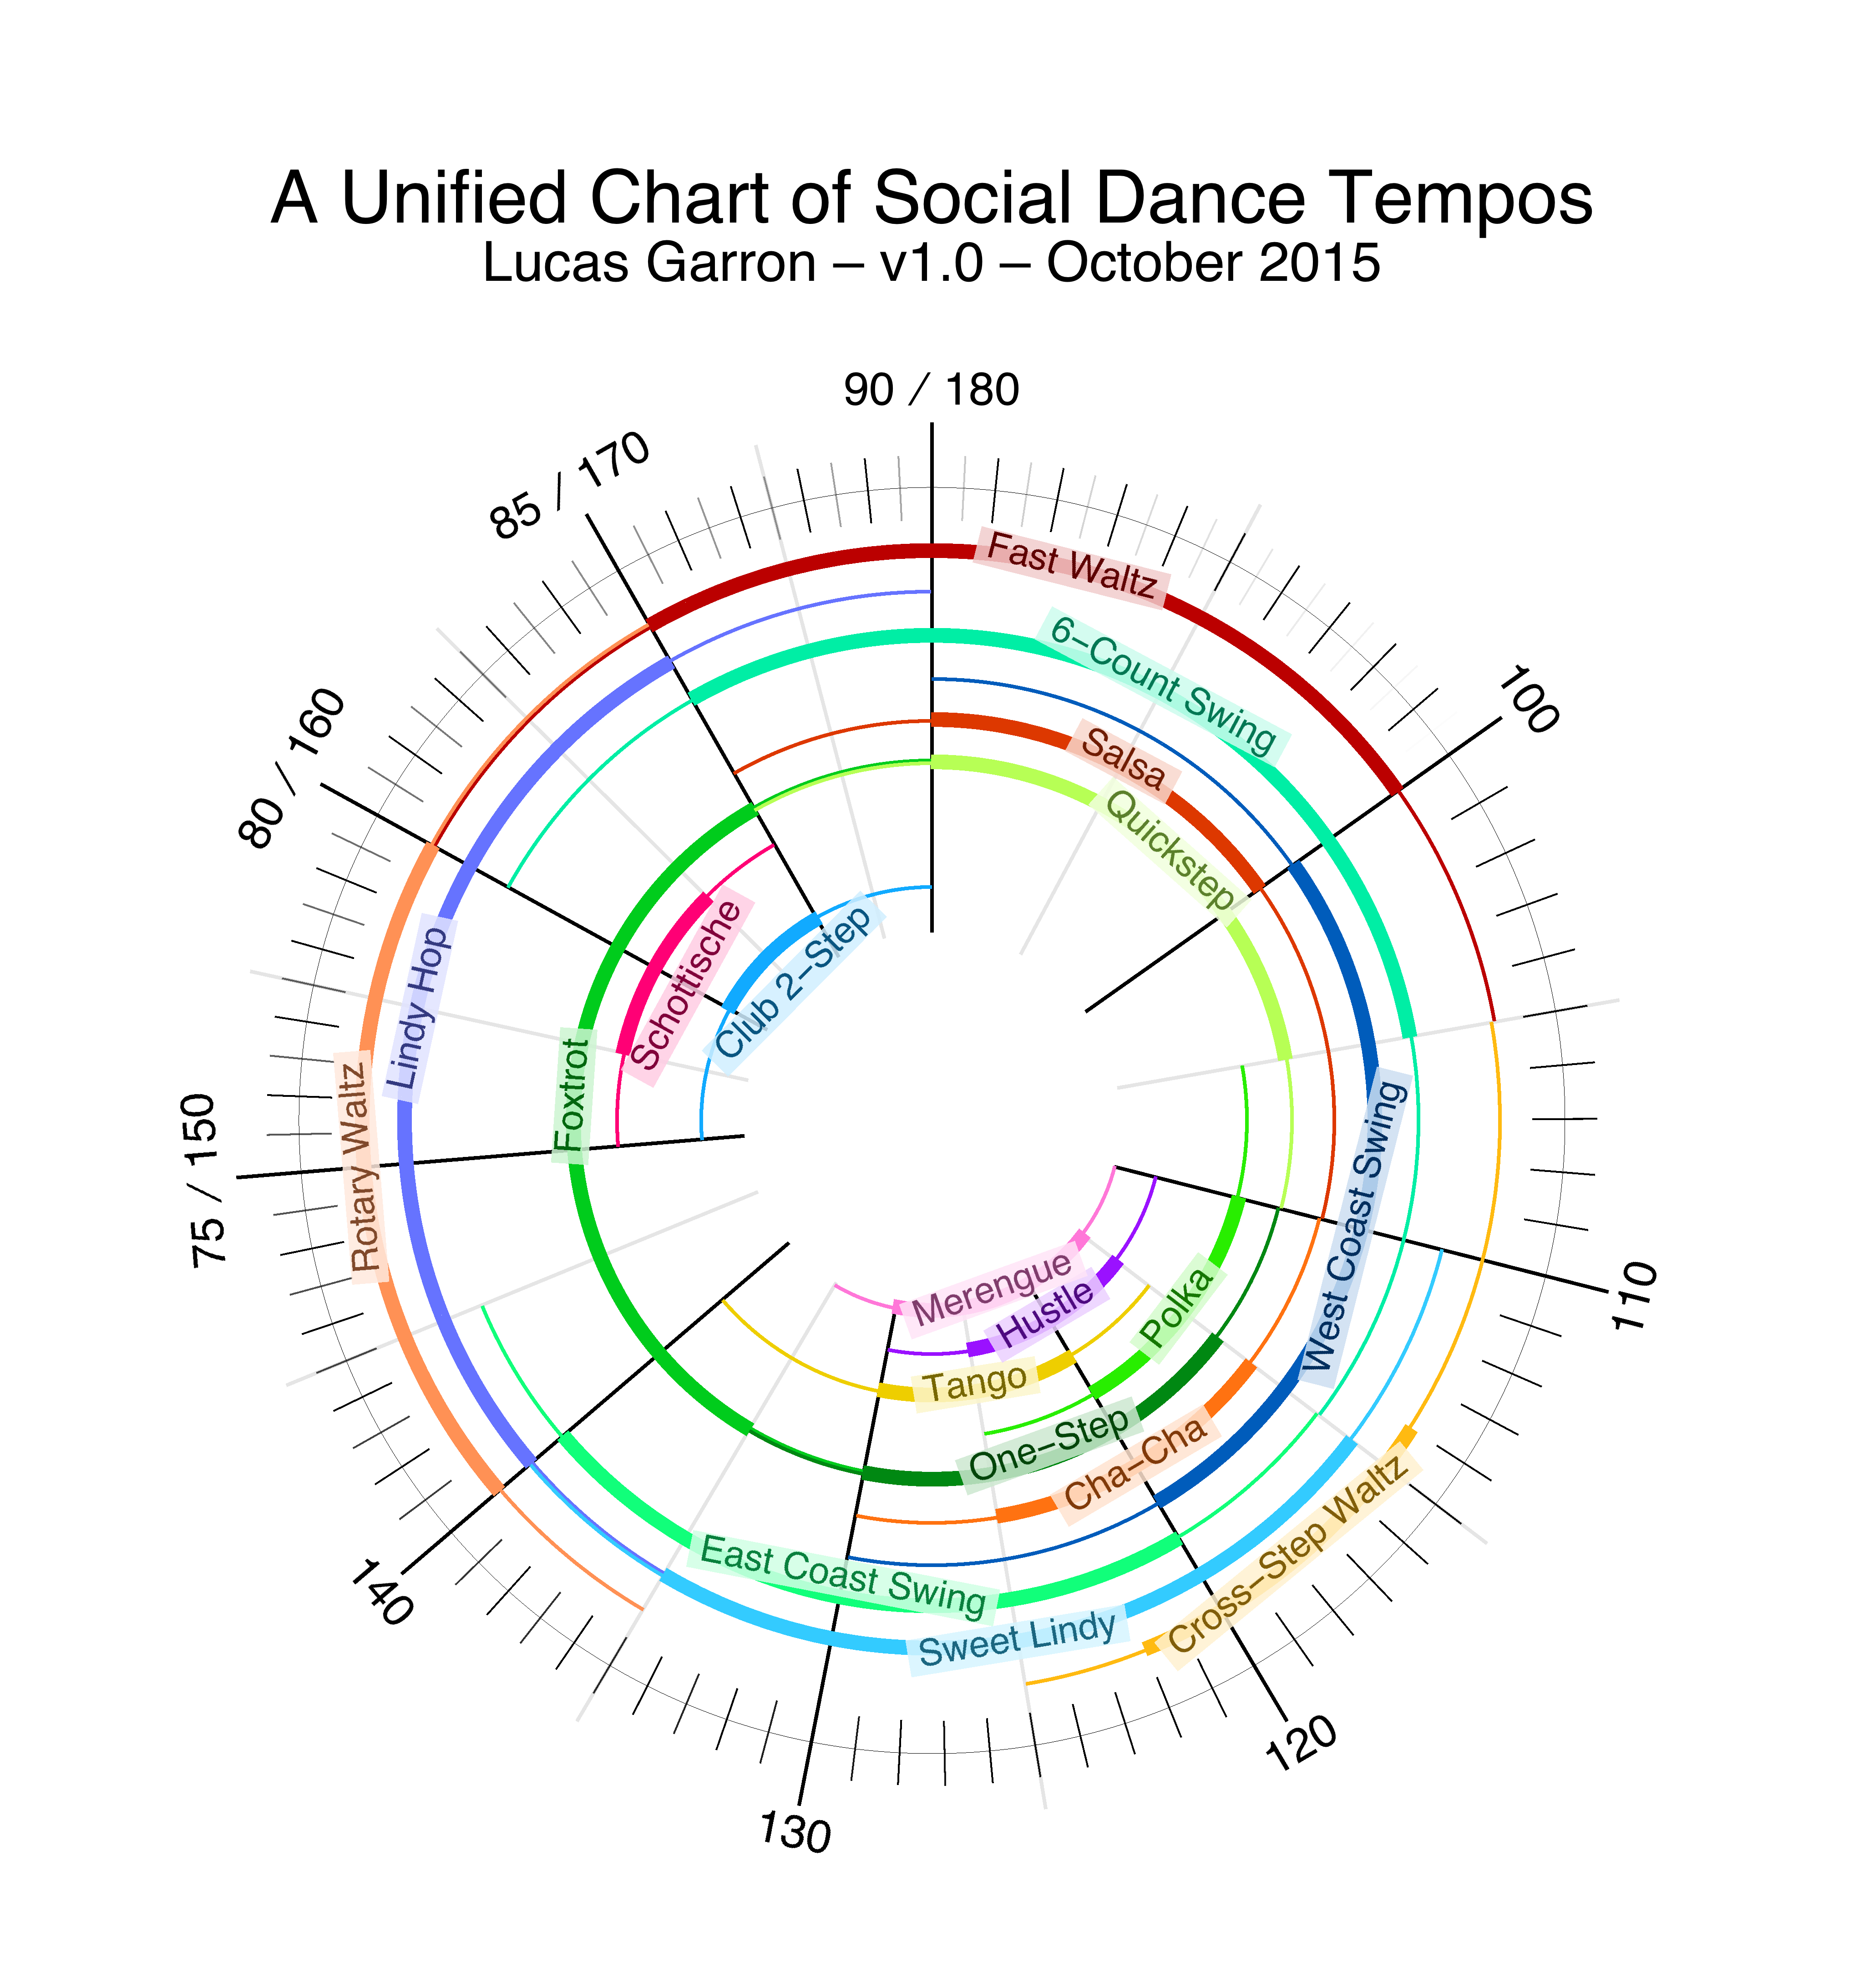 A Unified Chart of Social Dance Tempos
Lucas Garron – v1.0 – October 2015
90 / 180
85 / 170
80 / 160
75 / 150
100
110
120
130
140
Fast Waltz
6–Count Swing
Salsa
Quickstep
Lindy Hop
Rotary Waltz
Foxtrot
Schottische
Club 2–Step
West Coast Swing
Merengue
Hustle
Polka
Tango
One–Step
Cha–Cha
East Coast Swing
Sweet Lindy
Cross–Step Waltz